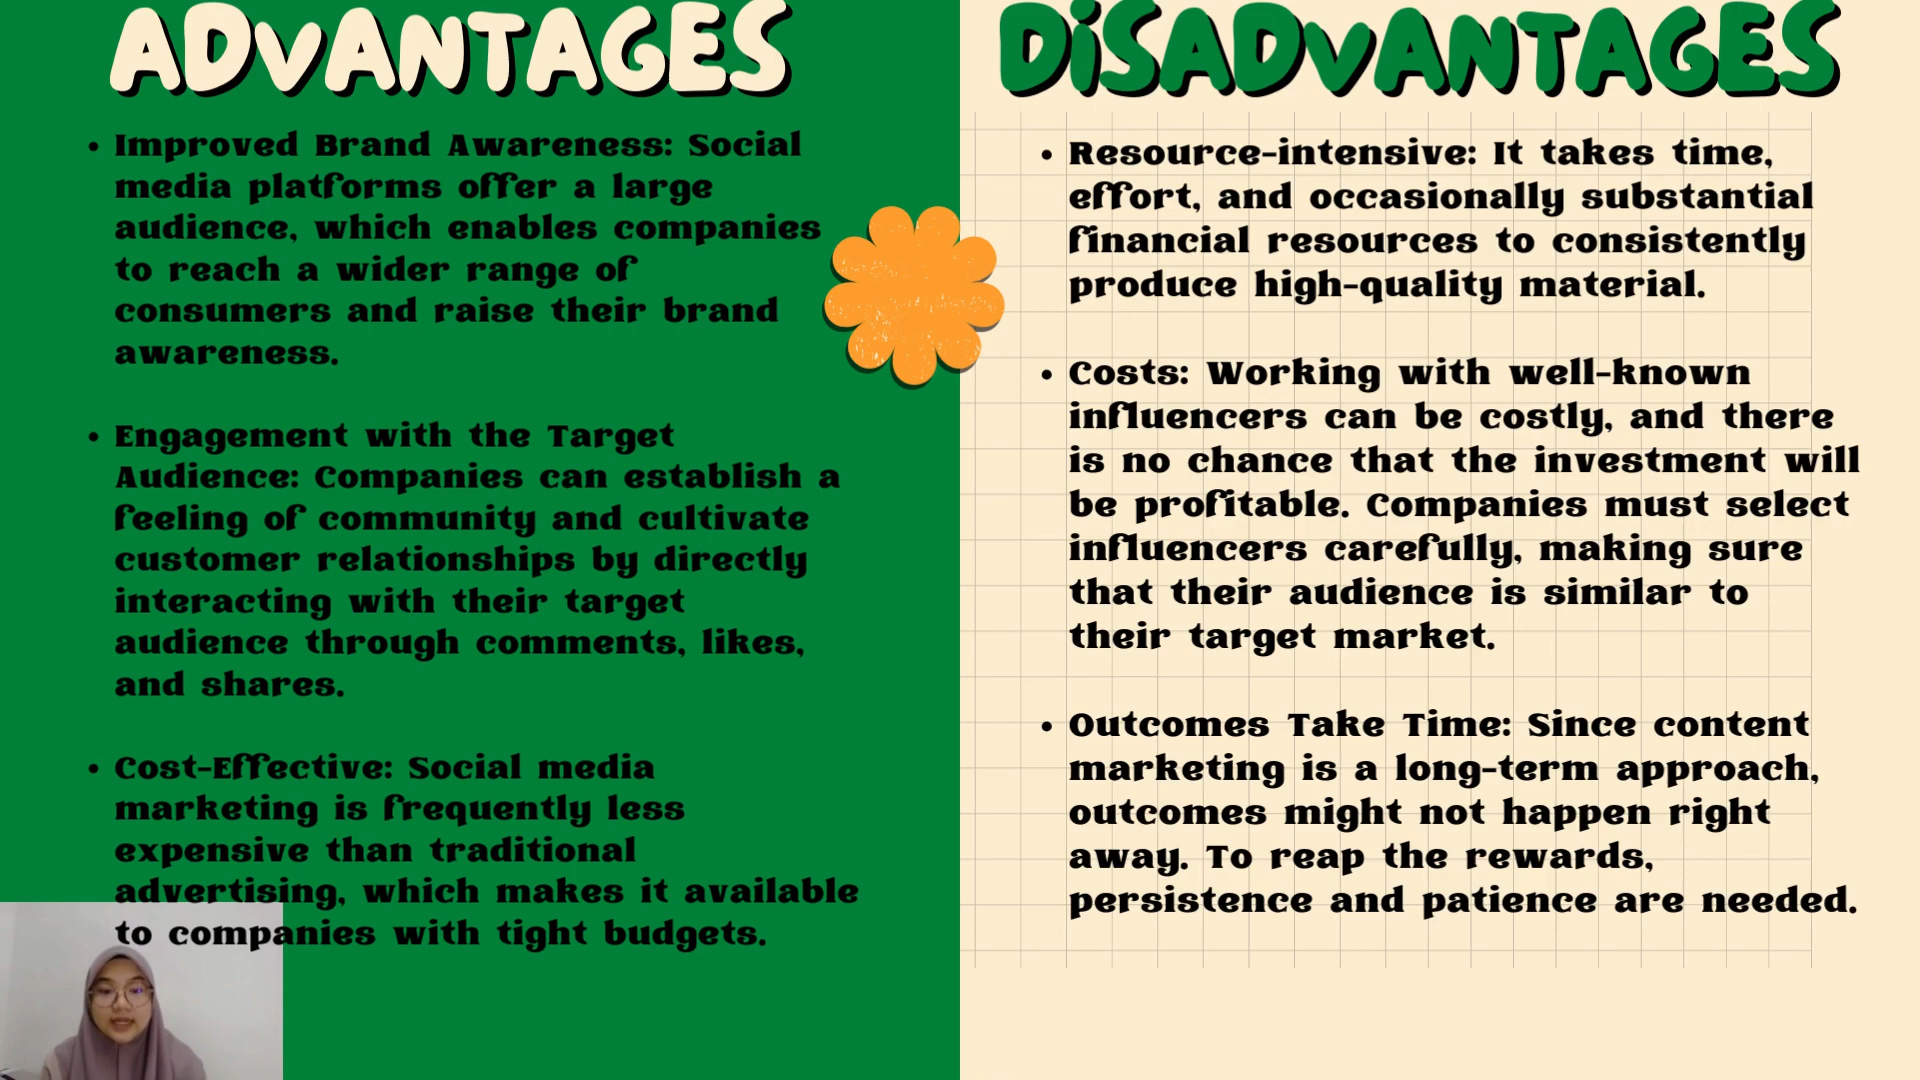 ADVANTAGES
• Improved Brand Awareness: Social
media platforms offer a large
audience, which enables companies
to reach a wider range of
consumers and raise their brand
awareness.
• Engagement with the Target
Audience: Companies can establish a
feeling of community and cultivate
customer relationships by directly
interacting with their target
audience through comments, likes,
and shares.
• Cost-Effective: Social media
marketing is frequently less
expensive than traditional
advertising, which makes it available
to companies with tight budgets.
DiSADVANTAGES
• Resource-intensive: It takes time,
effort, and occasionally substantial
financial resources to consistently
produce high-quality material.
• Costs: Working with well-known
influencers can be costly, and there
is no chance that the investment will
be profitable. Companies must select
influencers carefully, making sure
that their audience is similar to
their target market.
• Outcomes Take Time: Since content
marketing is a long-term approach,
outcomes might not happen right
away. To reap the rewards,
persistence and patience are needed.